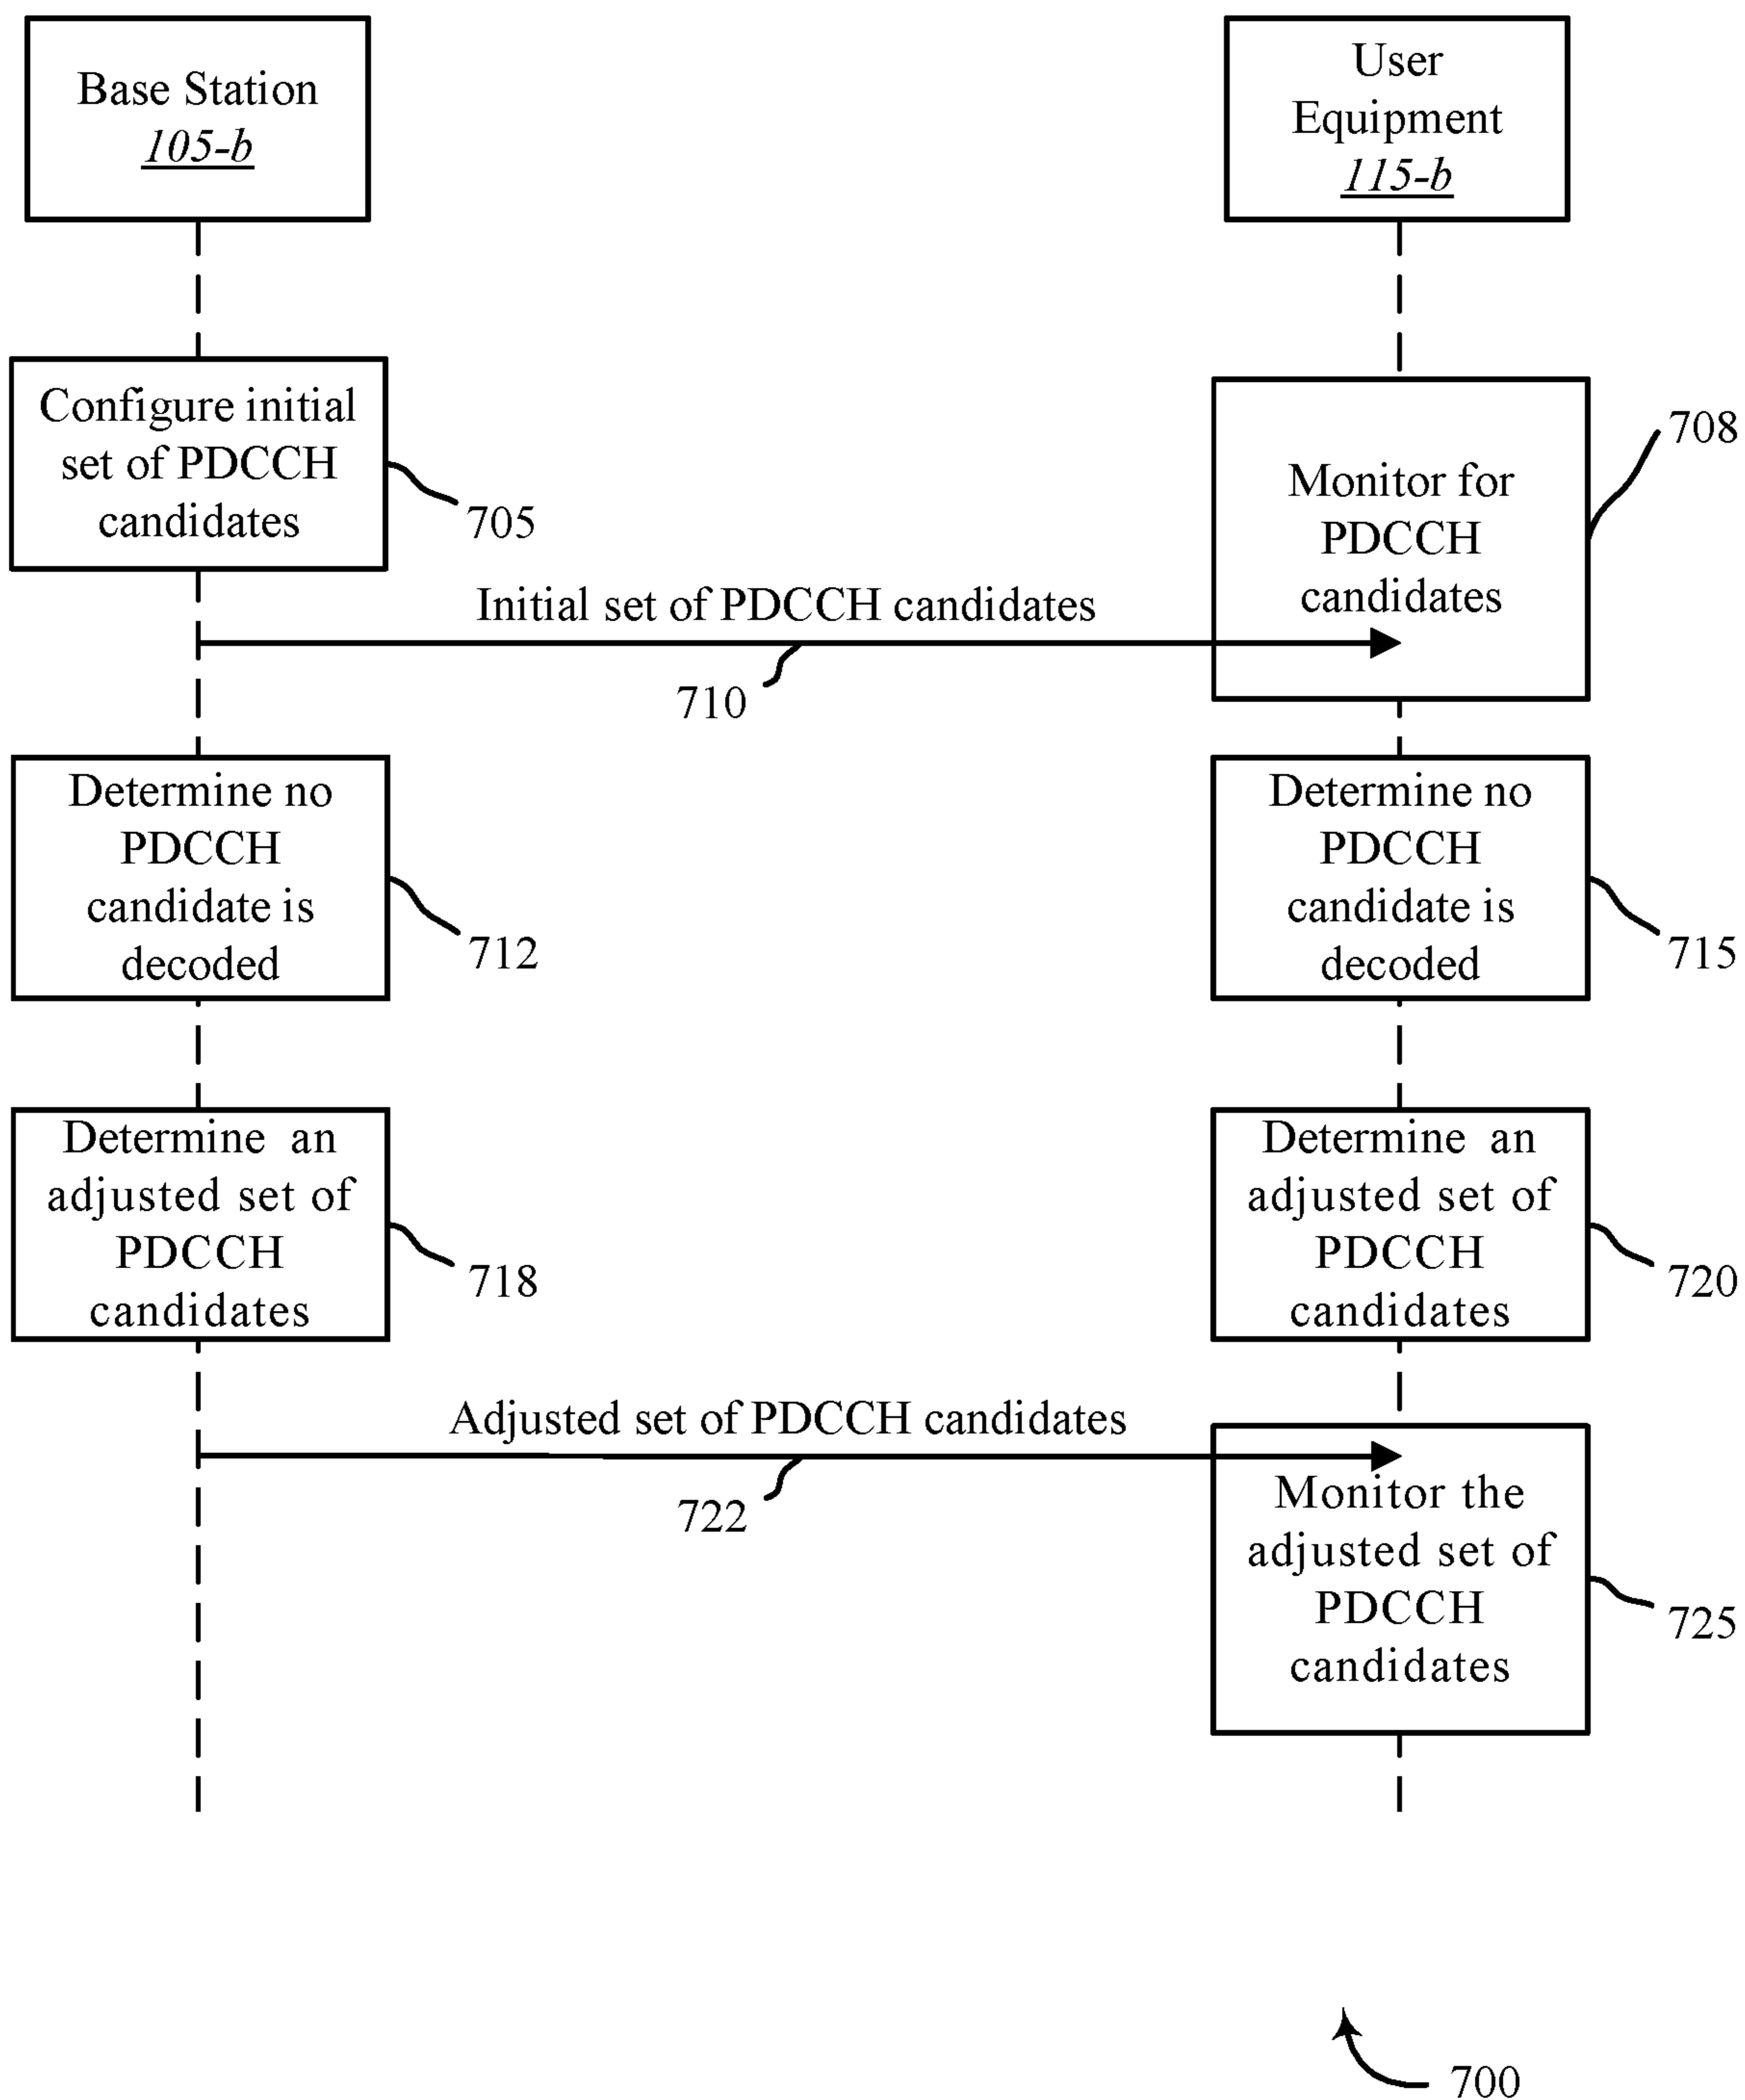 Base Station
105-b
User
Equipment
115-b
Configure initial
set of PDCCH
candidates
705
Monitor for
PDCCH
candidates
708
Initial set of PDCCH candidates
710
Determine no
PDCCH
candidate is
decoded
712
Determine no
PDCCH
candidate is
decoded
715
Determine an
adjusted set of
PDCCH
candidates
718
Determine an
adjusted set of
PDCCH
candidates
720
Adjusted set of PDCCH candidates
722
Monitor the
adjusted set of
PDCCH
candidates
725
700